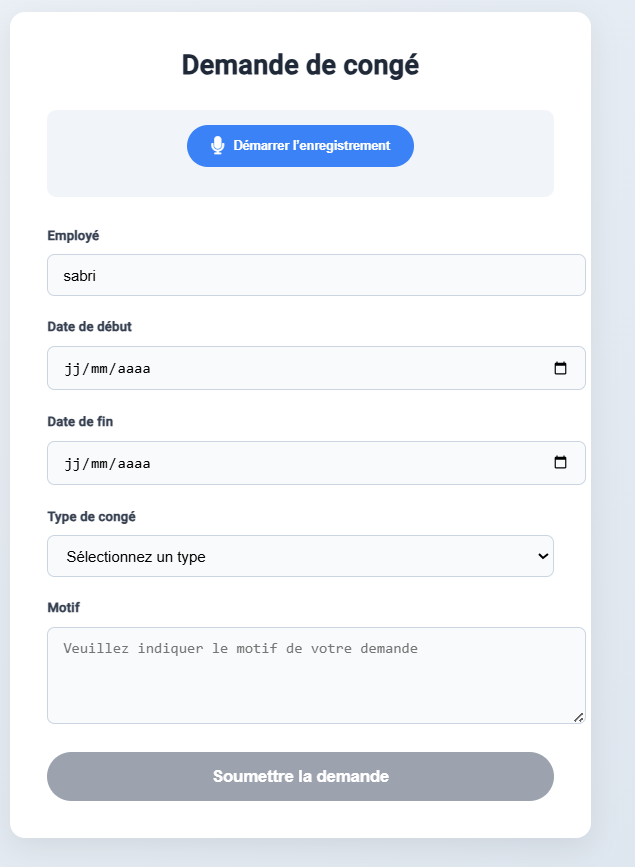 Demande de congé
Démarrer l'enregistrement
Employé
sabri
Date de début
jj/mm/aaaa
Date de fin
jj/mm/aaaa
Type de congé
Sélectionnez un type
Motif
Veuillez indiquer le motif de votre demande
Soumettre la demande